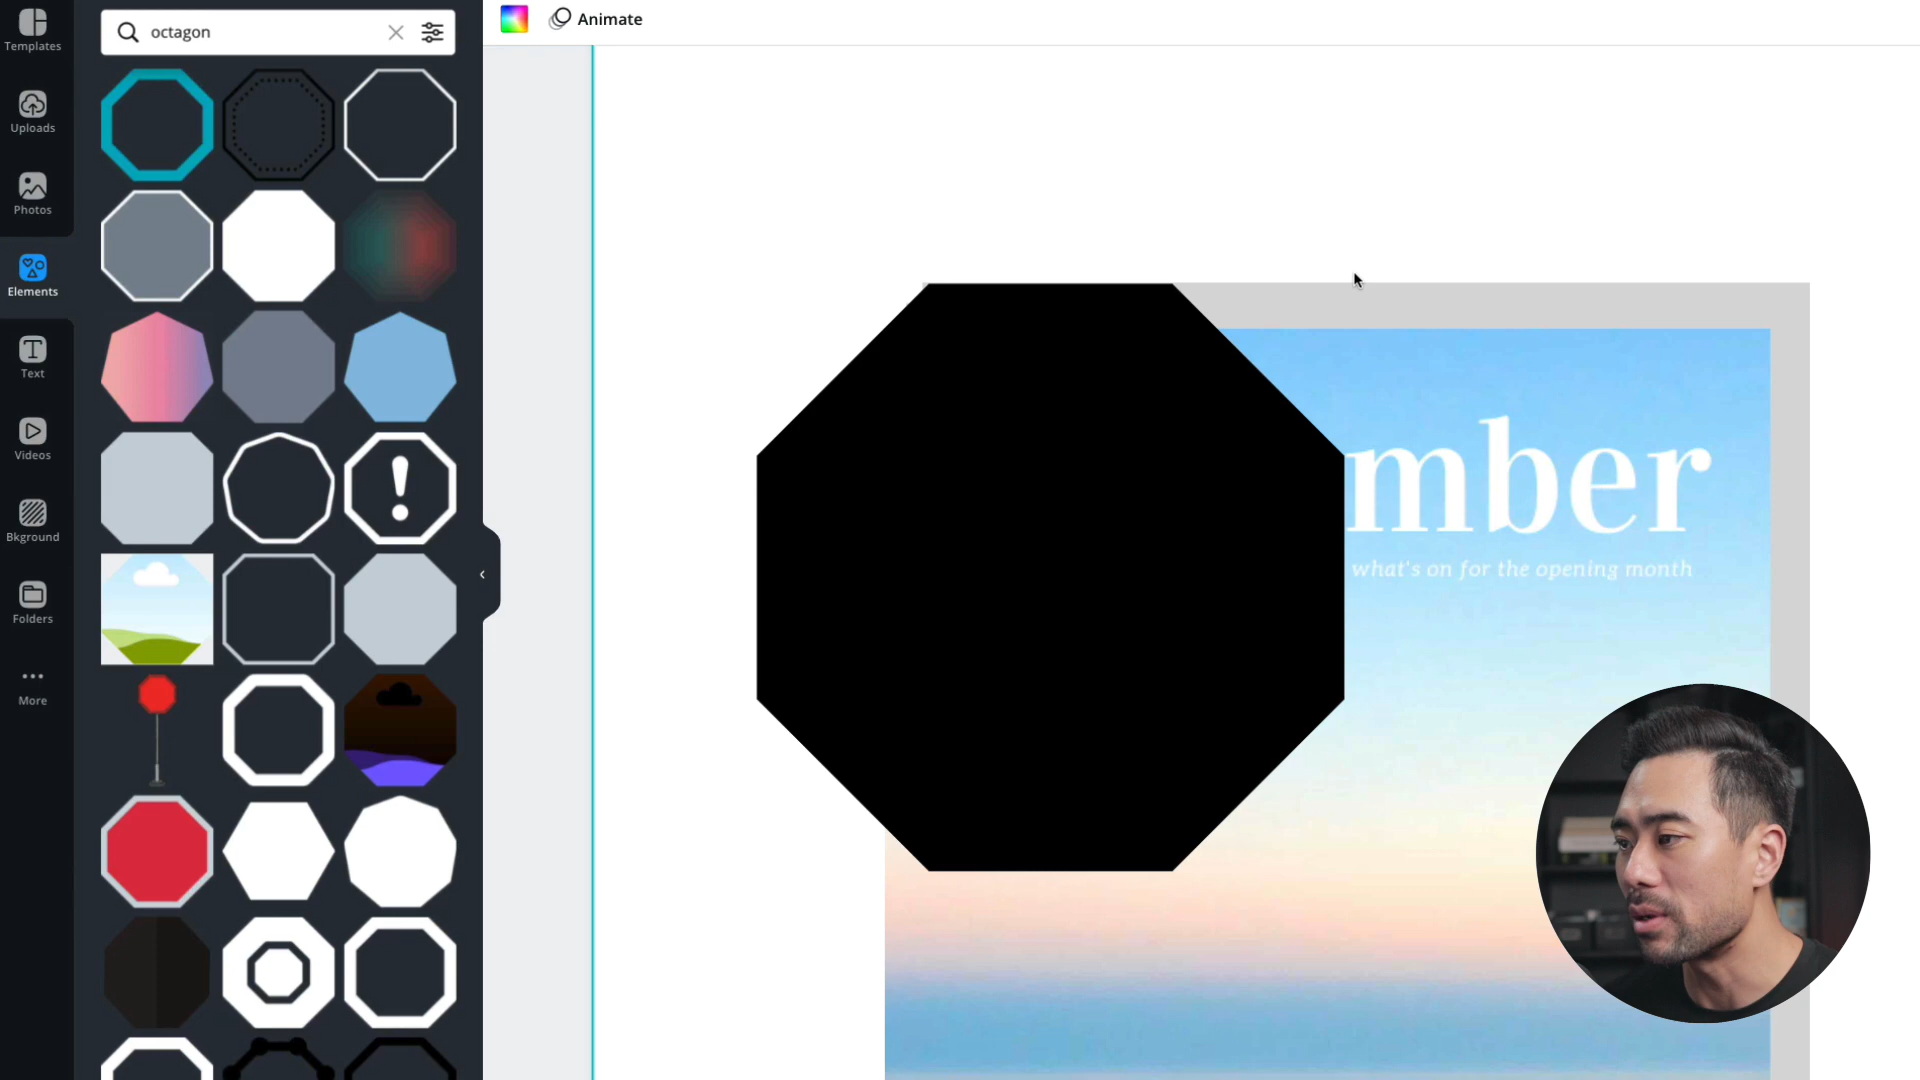 octagon
Animate
Templates
Uploads
Photos
Elements
Text
Videos
Bkground
Folders
More
!
mber
what's on for the opening month